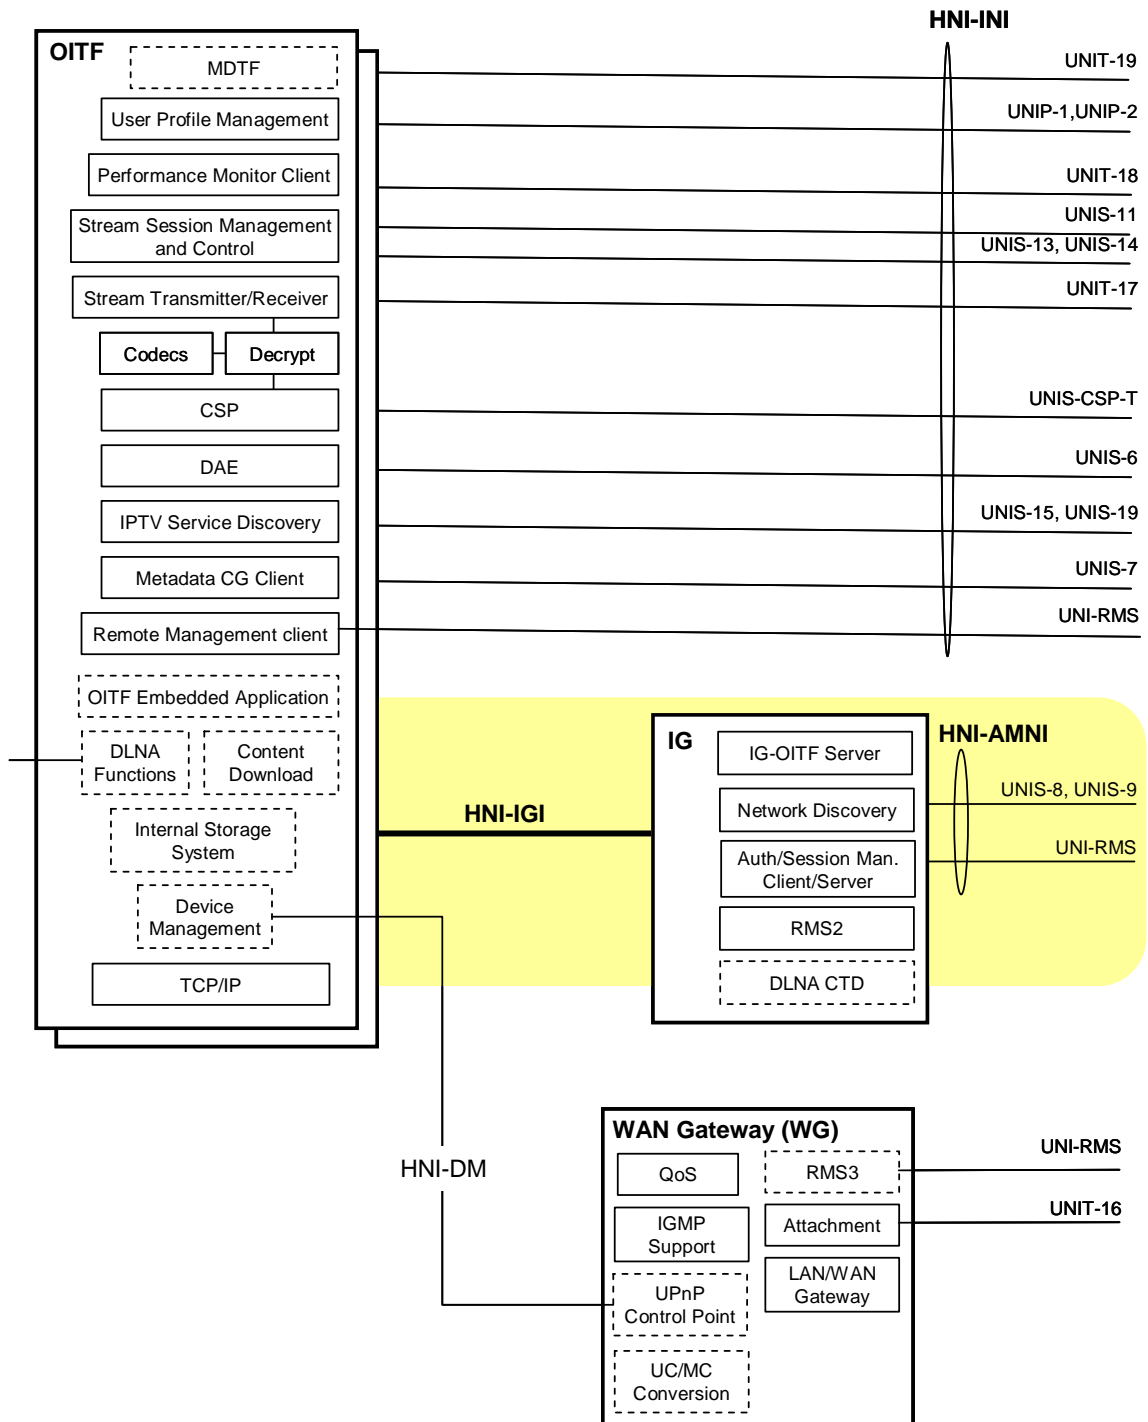 HNI-INI
OITF
MDTF
UNIT-19
User Profile Management
UNIP-1,UNIP-2
Performance Monitor Client
UNIT-18
Stream Session Management
and Control
UNIS-11
UNIS-13, UNIS-14
Stream Transmitter/Receiver
UNIT-17
Codecs
Decrypt
CSP
UNIS-CSP-T
DAE
UNIS-6
IPTV Service Discovery
UNIS-15, UNIS-19
Metadata CG Client
UNIS-7
Remote Management client
UNI-RMS
OITF Embedded Application
DLNA
Functions
Content
Download
Internal Storage
System
Device
Management
TCP/IP
HNI-IGI
IG
IG-OITF Server
Network Discovery
Auth/Session Man.
Client/Server
RMS2
DLNA CTD
HNI-AMNI
UNIS-8, UNIS-9
UNI-RMS
HNI-DM
WAN Gateway (WG)
QoS
RMS3
UNI-RMS
IGMP
Support
Attachment
UNIT-16
UPnP
Control Point
LAN/WAN
Gateway
UC/MC
Conversion